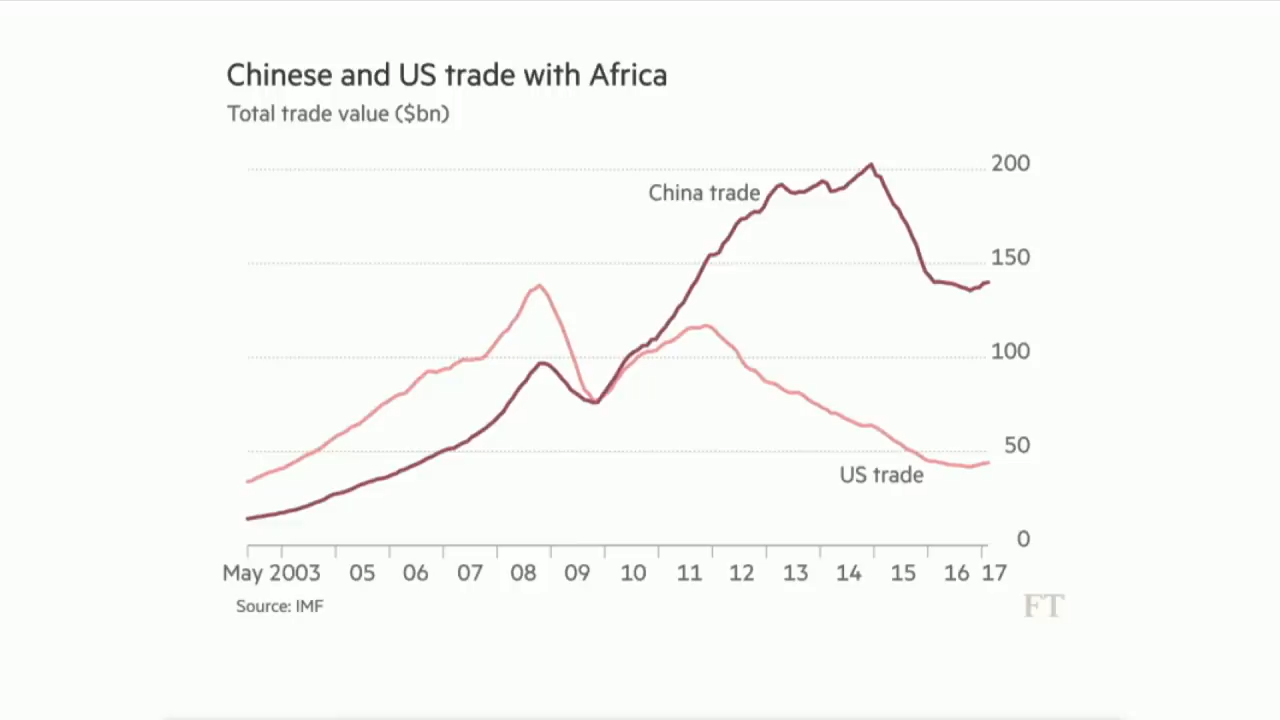 Chinese and US trade with Africa
Total trade value ($bn)
200
China trade
150
100
50
US trade
0
May 2003 05 06 07 08 09 10 11 12 13 14 15 16 17
Source: IMF
FT